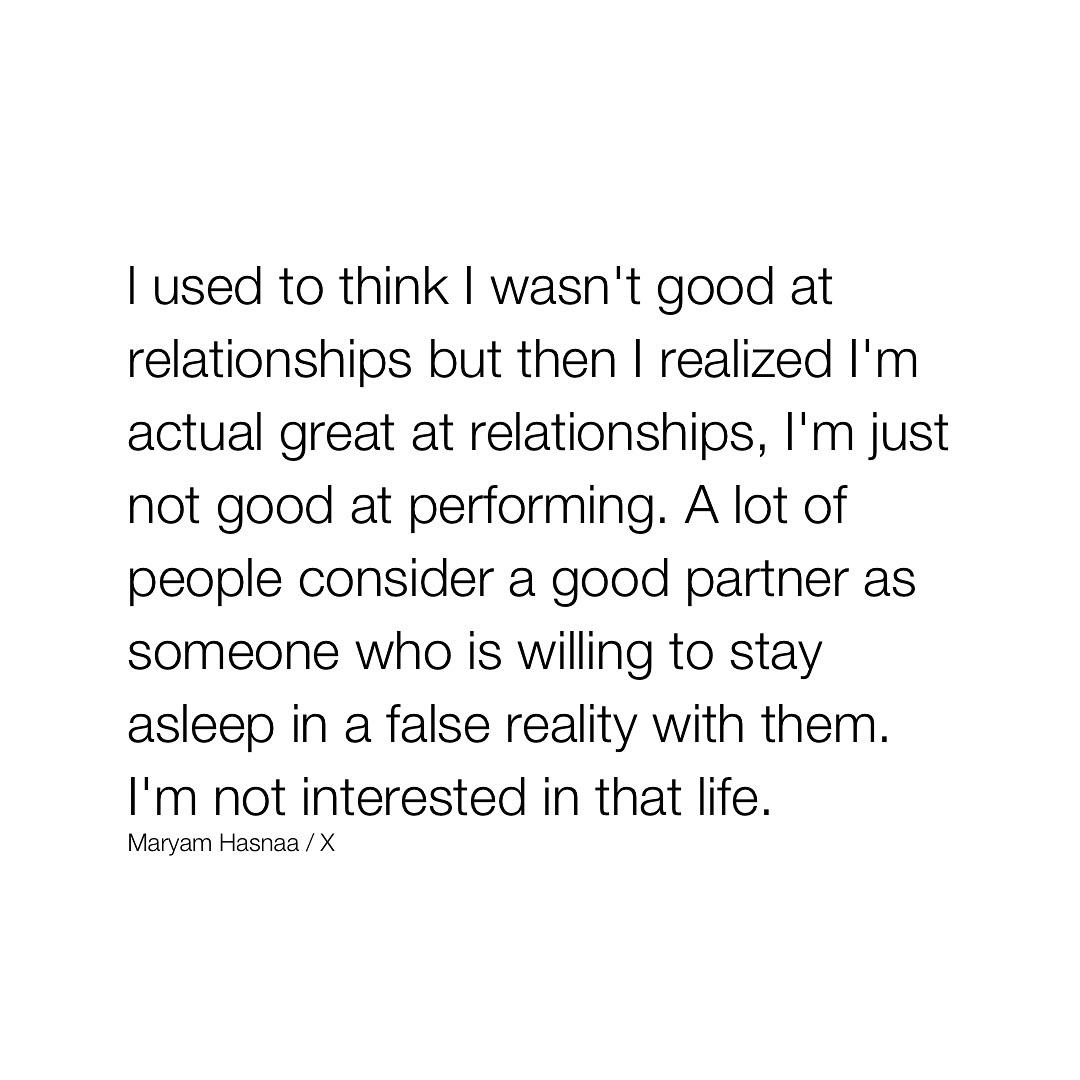 I used to think I wasn't good at
relationships but then I realized I'm
actual great at relationships, I'm just
not good at performing. A lot of
people consider a good partner as
someone who is willing to stay
asleep in a false reality with them.
I'm not interested in that life.
Maryam Hasnaa / X